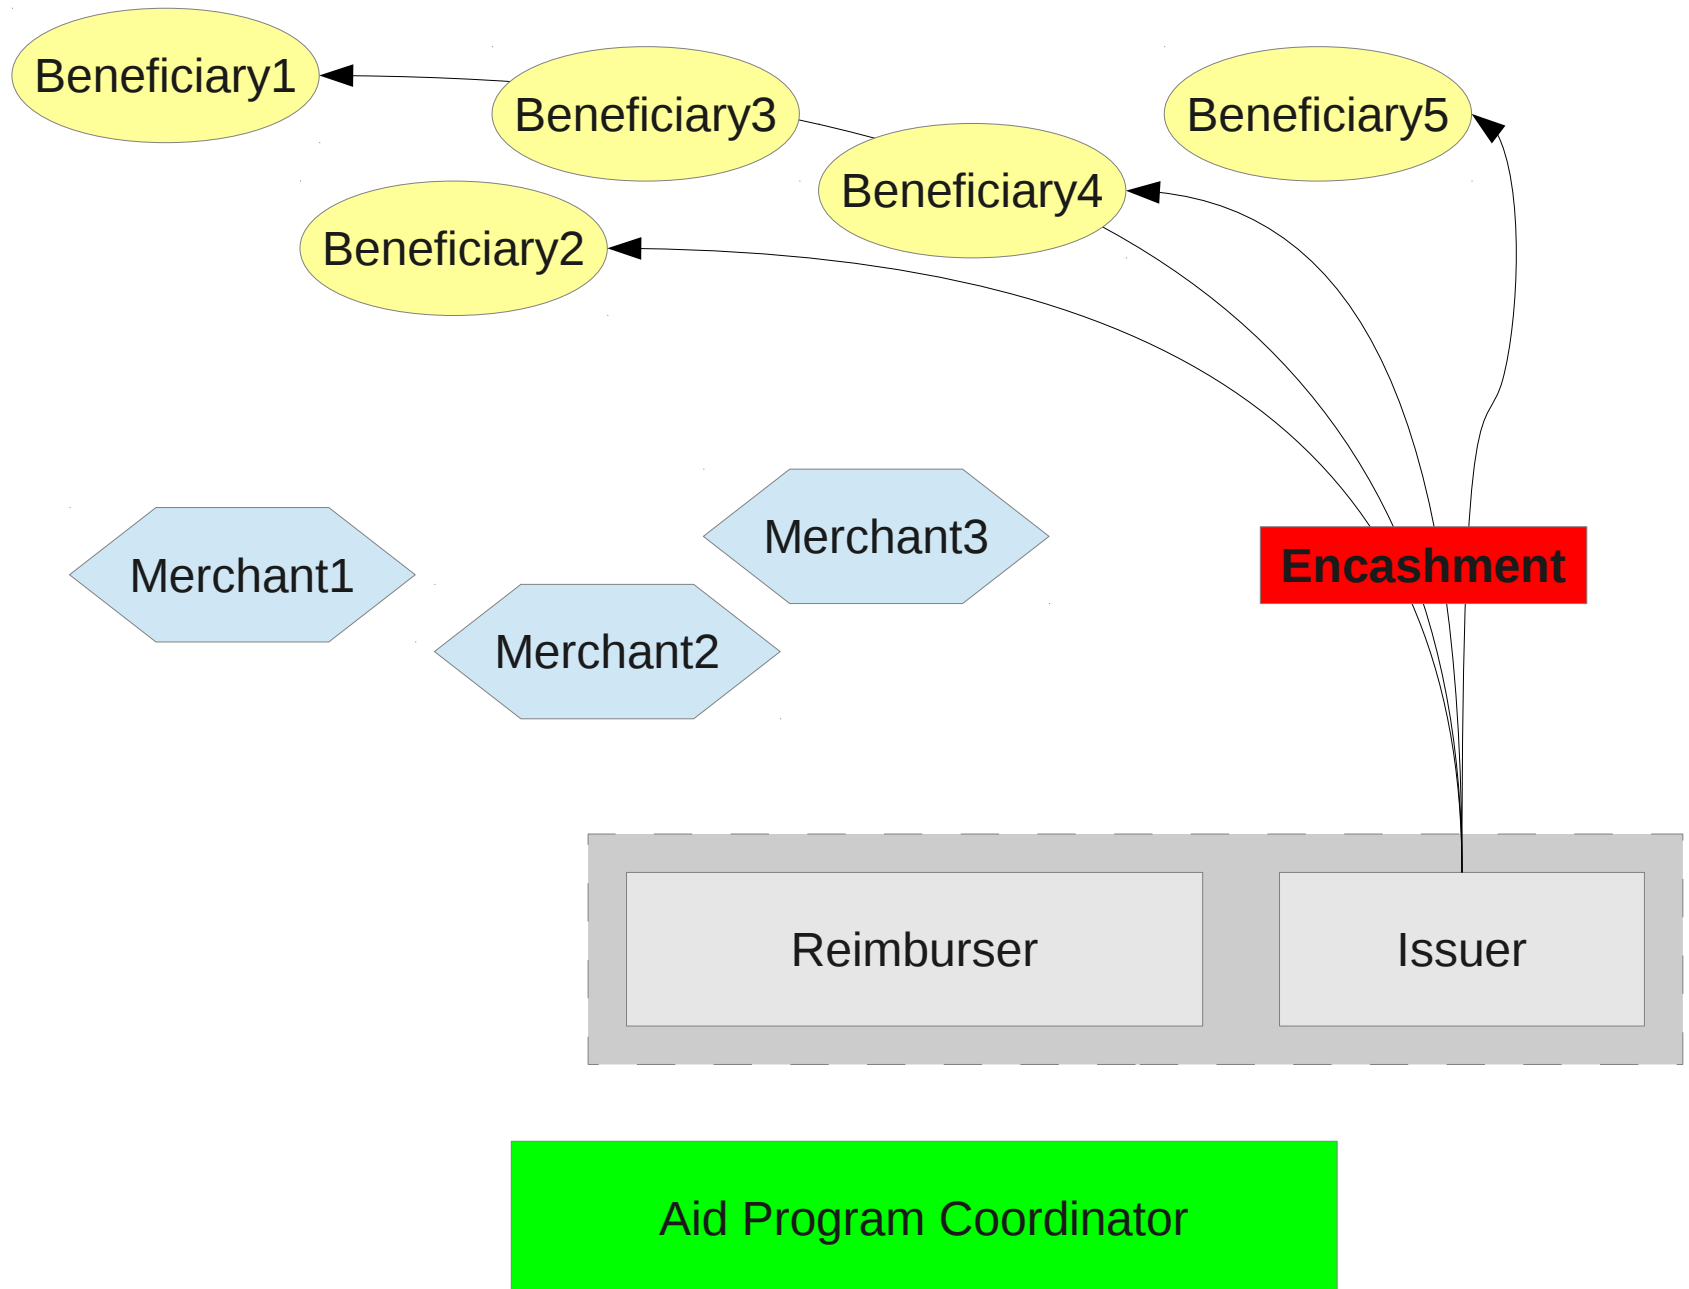 Beneficiary1
Beneficiary3
Beneficiary5
Beneficiary4
Beneficiary2
Merchant3
Encashment
Merchant1
Merchant2
Reimburser
Issuer
Aid Program Coordinator